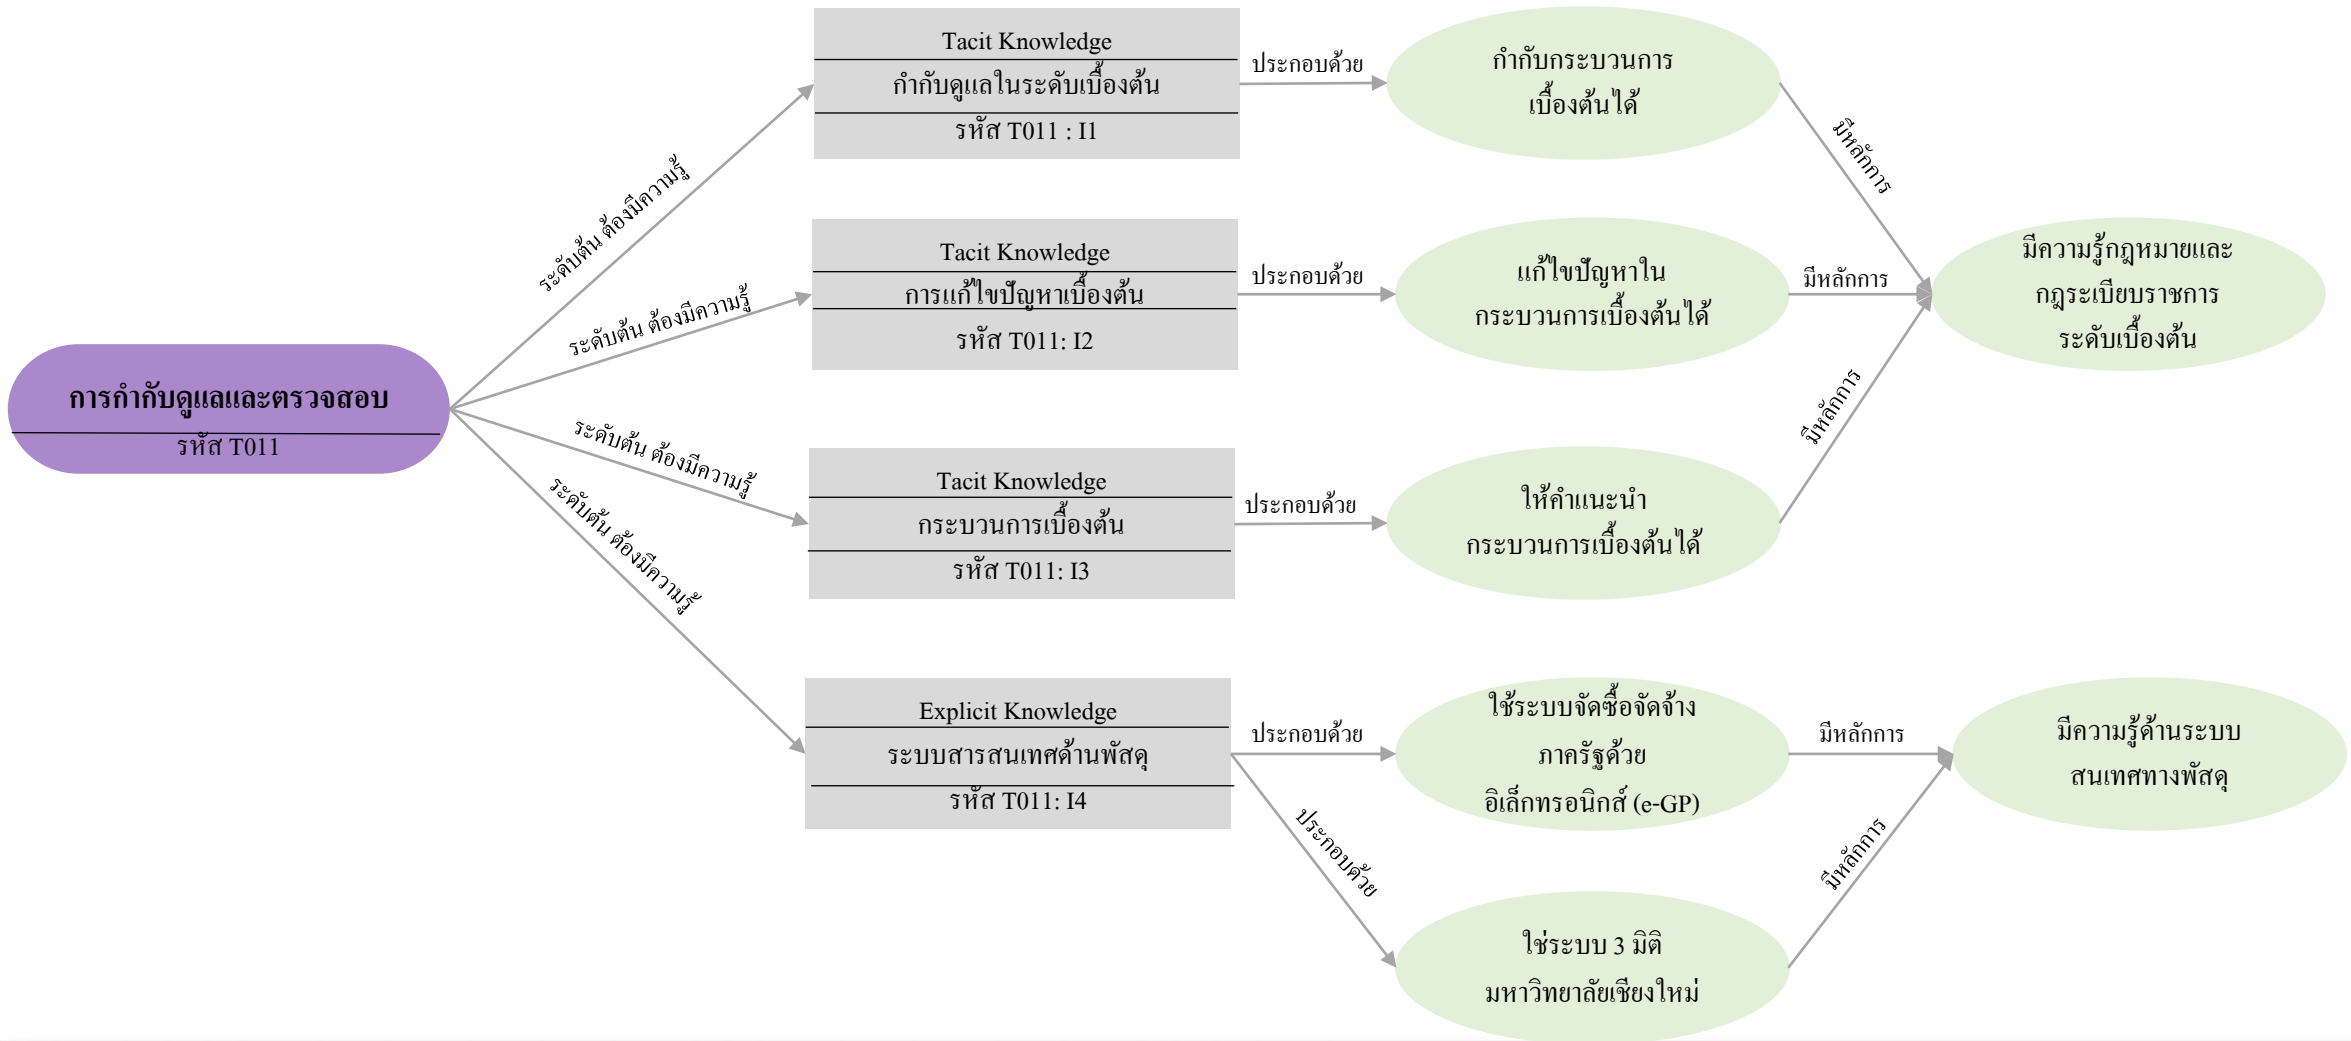 การกำกับดูแลและตรวจสอบ
รหัส T011
ระดับต้น ต้องมีความรู้
ระดับต้น ต้องมีความรู้
ระดับต้น ต้องมีความรู้
ระดับต้น ต้องมีความรู้
Tacit Knowledge
กำกับดูแลในระดับเบื้องต้น
รหัส T011 : I1
ประกอบด้วย
กำกับกระบวนการ
เบื้องต้นได้
มีหลักการ
Tacit Knowledge
การแก้ไขปัญหาเบื้องต้น
รหัส T011: I2
ประกอบด้วย
แก้ไขปัญหาใน
กระบวนการเบื้องต้นได้
มีหลักการ
มีความรู้กฎหมายและ
กฎระเบียบราชการ
ระดับเบื้องต้น
Tacit Knowledge
กระบวนการเบื้องต้น
รหัส T011: I3
ประกอบด้วย
ให้คำแนะนำ
กระบวนการเบื้องต้นได้
มีหลักการ
Explicit Knowledge
ระบบสารสนเทศด้านพัสดุ
รหัส T011: I4
ประกอบด้วย
ใช้ระบบจัดซื้อจัดจ้าง
ภาครัฐด้วย
อิเล็กทรอนิกส์ (e-GP)
มีหลักการ
มีความรู้ด้านระบบ
สนเทศทางพัสดุ
ประกอบด้วย
ใช่ระบบ 3 มิติ
มหาวิทยาลัยเชียงใหม่
มีหลักการ